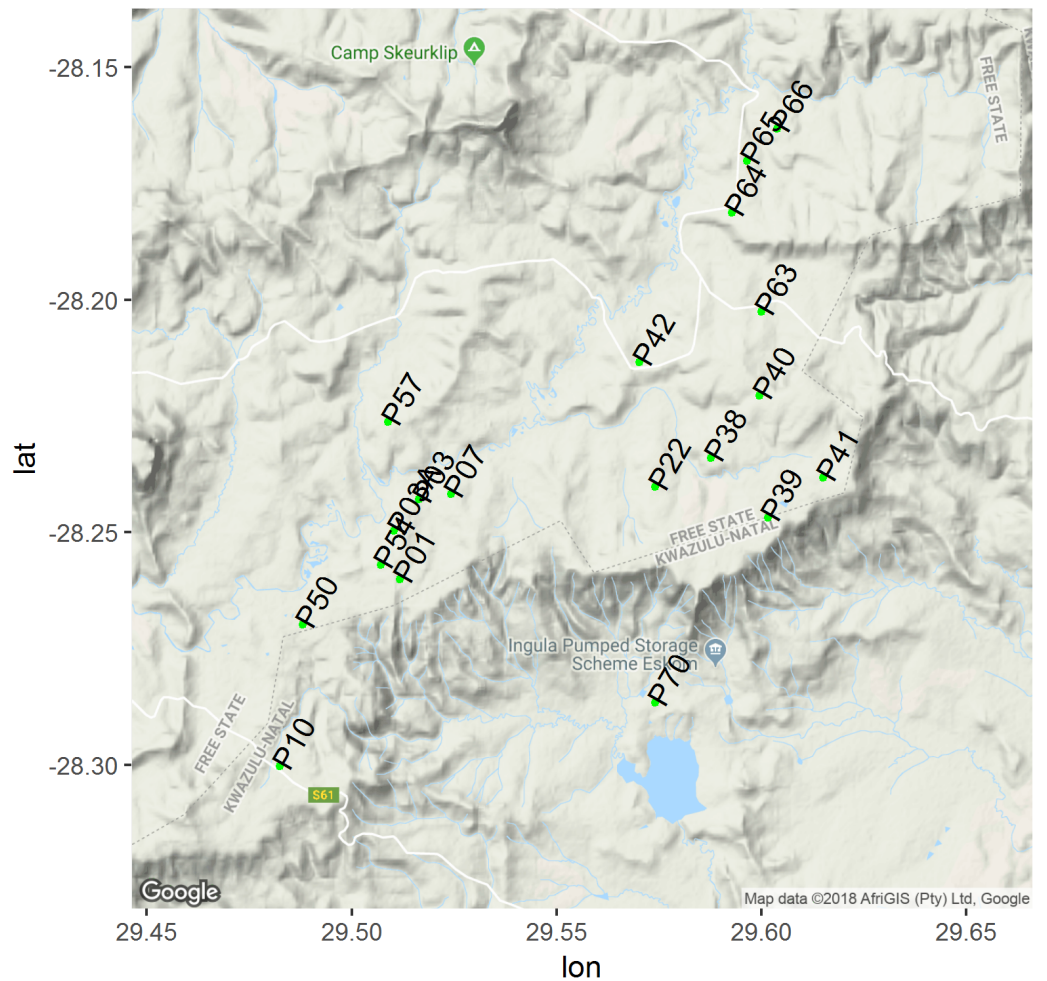 Camp Skeurklip
FREE STATE
P66
P65
P64
P63
P42
P40
P57
P38
P41
P03
P07
P22
P39
P03A
P54
P01
FREE STATE
KWAZULU-NATAL
P50
Ingula Pumped Storage
Scheme Eskom
P70
FREE STATE
KWAZULU-NATAL
P10
S61
Google
Map data ©2018 AfriGIS (Pty) Ltd, Google
-28.15
-28.20
-28.25
-28.30
lat
29.45
29.50
29.55
29.60
29.65
lon